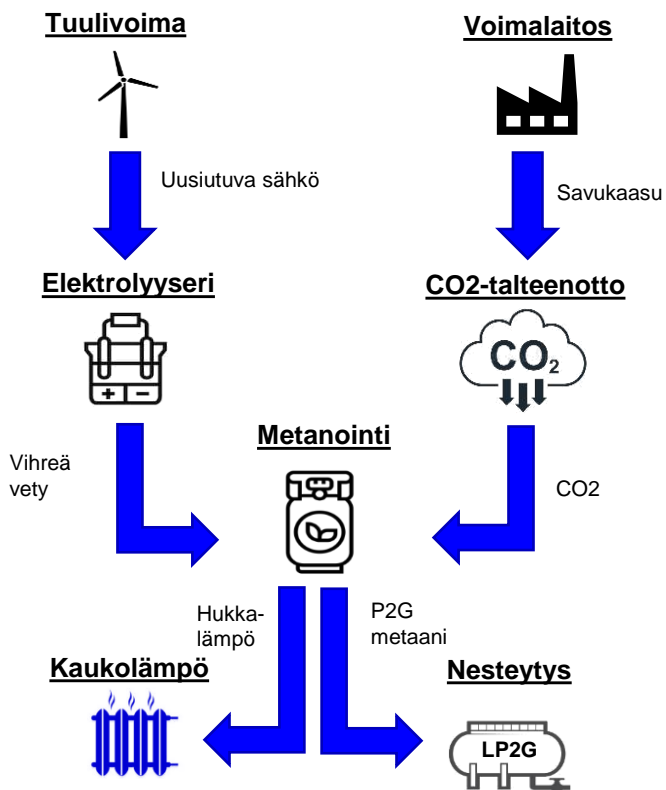 Tuulivoima
Voimalaitos
Uusiutuva sähkö
Savukaasu
Elektrolyyseri
CO2-talteenotto
CO₂
+ −
Metanointi
Vihreä
vety
CO2
Hukka-
lämpö
P2G
metaani
Kaukolämpö
Nesteytys
LP2G